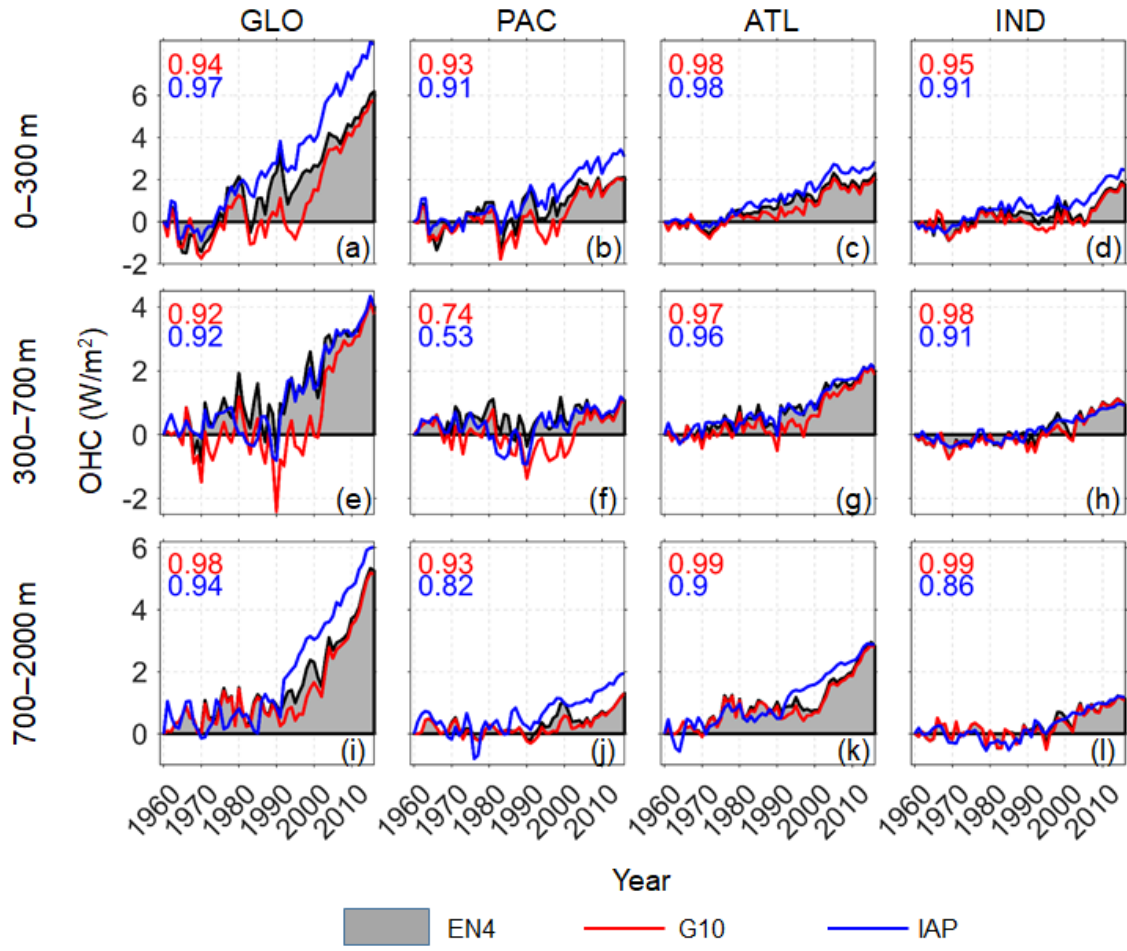 GLO PAC ATL IND
0−300 m
6
4
2
0
-2
0.94
0.97
(a)
0.93
0.91
(b)
0.98
0.98
(c)
0.95
0.91
(d)
300−700 m
OHC (W/m²)
4
2
0
-2
0.92
0.92
(e)
0.74
0.53
(f)
0.97
0.96
(g)
0.98
0.91
(h)
700−2000 m
6
4
2
0
0.98
0.94
(i)
0.93
0.82
(j)
0.99
0.9
(k)
0.99
0.86
(l)
1960 1970 1980 1990 2000 2010 1960 1970 1980 1990 2000 2010 1960 1970 1980 1990 2000 2010 1960 1970 1980 1990 2000 2010
Year
EN4 G10 IAP